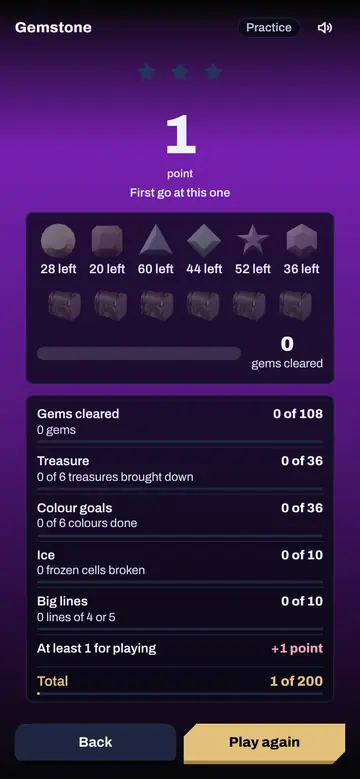 Gemstone
Practice
1
point
First go at this one
28 left 20 left 60 left 44 left 52 left 36 left
0
gems cleared
Gems cleared 0 of 108
0 gems
Treasure 0 of 36
0 of 6 treasures brought down
Colour goals 0 of 36
0 of 6 colours done
Ice 0 of 10
0 frozen cells broken
Big lines 0 of 10
0 lines of 4 or 5
At least 1 for playing +1 point
Total 1 of 200
Back Play again